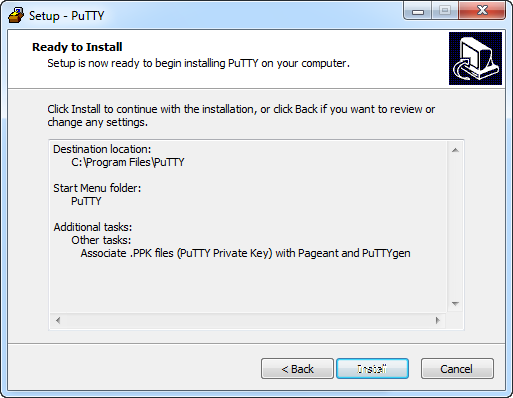 Setup - PuTTY
Ready to Install
Setup is now ready to begin installing PuTTY on your computer.
Click Install to continue with the installation, or click Back if you want to review or
change any settings.
Destination location:
C:\Program Files\PuTTY
Start Menu folder:
PuTTY
Additional tasks:
Other tasks:
Associate .PPK files (PuTTY Private Key) with Pageant and PuTTYgen
< Back
Install
Cancel